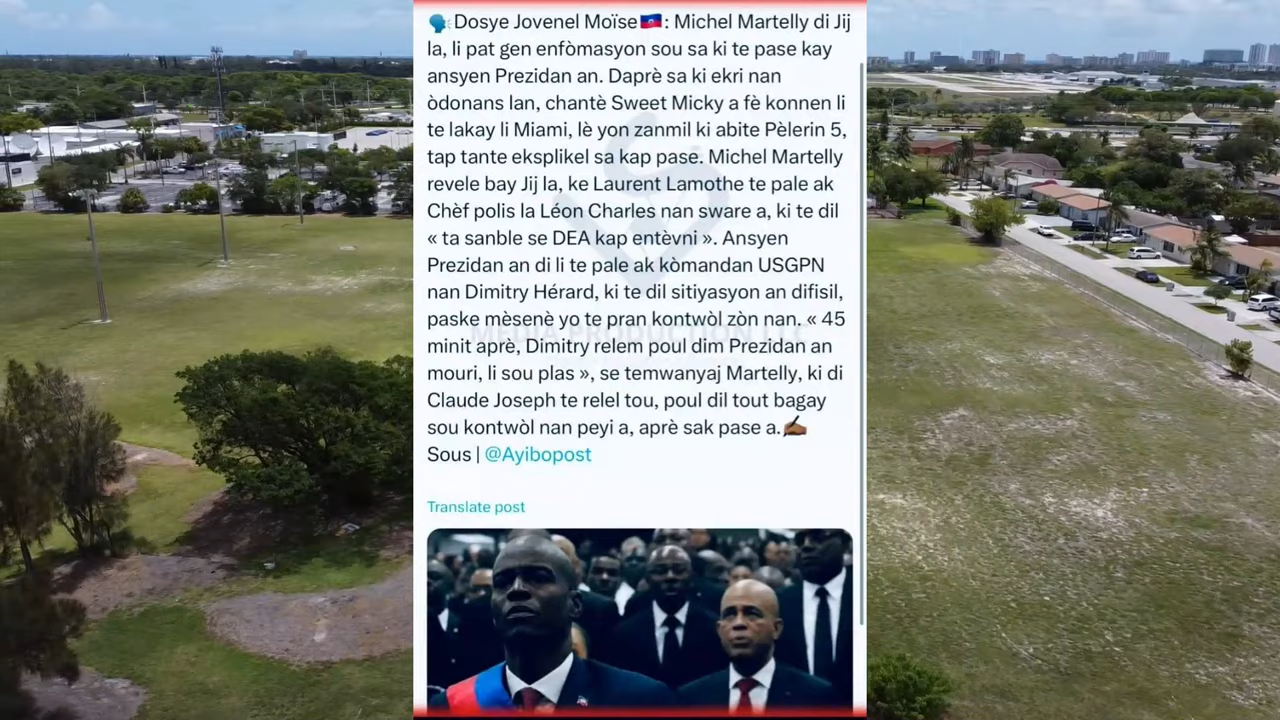 🗣️Dosye Jovenel Moïse🇭🇹: Michel Martelly di Jij
la, li pat gen enfòmasyon sou sa ki te pase kay
ansyen Prezidan an. Daprè sa ki ekri nan
òdonans lan, chantè Sweet Micky a fè konnen li
te lakay li Miami, lè yon zanmil ki abite Pèlerin 5,
tap tante eksplikel sa kap pase. Michel Martelly
revele bay Jij la, ke Laurent Lamothe te pale ak
Chèf polis la Léon Charles nan sware a, ki te dil
« ta sanble se DEA kap entèvni ». Ansyen
Prezidan an di li te pale ak kòmandan USGPN
nan Dimitry Hérard, ki te dil sitiyasyon an difisil,
paske mèsenè yo te pran kontwòl zòn nan. « 45
minit aprè, Dimitry relem poul dim Prezidan an
mouri, li sou plas », se temwanyaj Martelly, ki di
Claude Joseph te relel tou, poul dil tout bagay
sou kontwòl nan peyi a, aprè sak pase a.✍🏾
Sous | @Ayibopost
Translate post
MEDIA PRODUCTION LLC